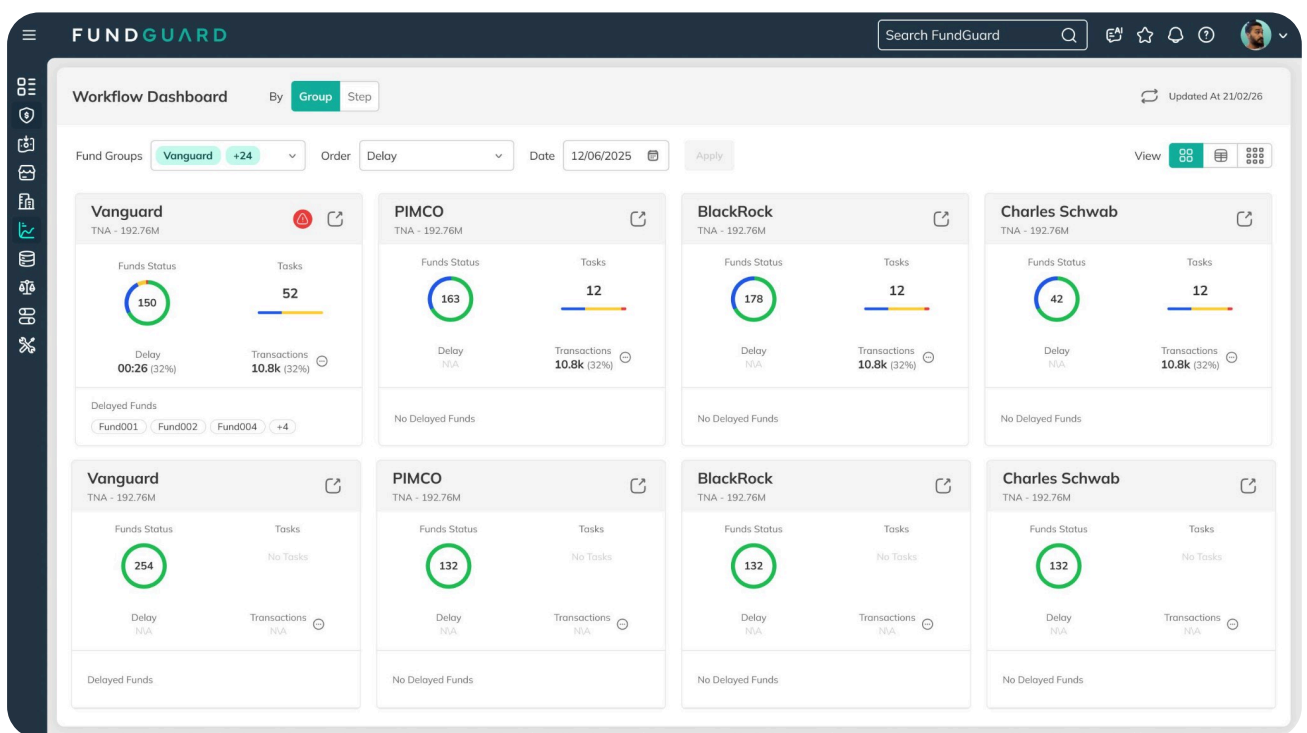 FUNDGUARD
Search FundGuard
AI
Workflow Dashboard By Group Step
Updated At 21/02/26
Fund Groups Vanguard +24 Order Delay Date 12/06/2025 Apply View
Vanguard
TNA - 192.76M
Funds Status Tasks
150 52
Delay Transactions
00:26 (32%) 10.8k (32%)
Delayed Funds
Fund001 Fund002 Fund004 +4
PIMCO
TNA - 192.76M
Funds Status Tasks
163 12
Delay Transactions
N\A 10.8k (32%)
No Delayed Funds
BlackRock
TNA - 192.76M
Funds Status Tasks
178 12
Delay Transactions
N\A 10.8k (32%)
No Delayed Funds
Charles Schwab
TNA - 192.76M
Funds Status Tasks
42 12
Delay Transactions
N\A 10.8k (32%)
No Delayed Funds
Vanguard
TNA - 192.76M
Funds Status Tasks
254 No Tasks
Delay Transactions
N\A N\A
Delayed Funds
PIMCO
TNA - 192.76M
Funds Status Tasks
132 No Tasks
Delay Transactions
N\A N\A
No Delayed Funds
BlackRock
TNA - 192.76M
Funds Status Tasks
132 No Tasks
Delay Transactions
N\A N\A
No Delayed Funds
Charles Schwab
TNA - 192.76M
Funds Status Tasks
132 No Tasks
Delay Transactions
N\A N\A
No Delayed Funds